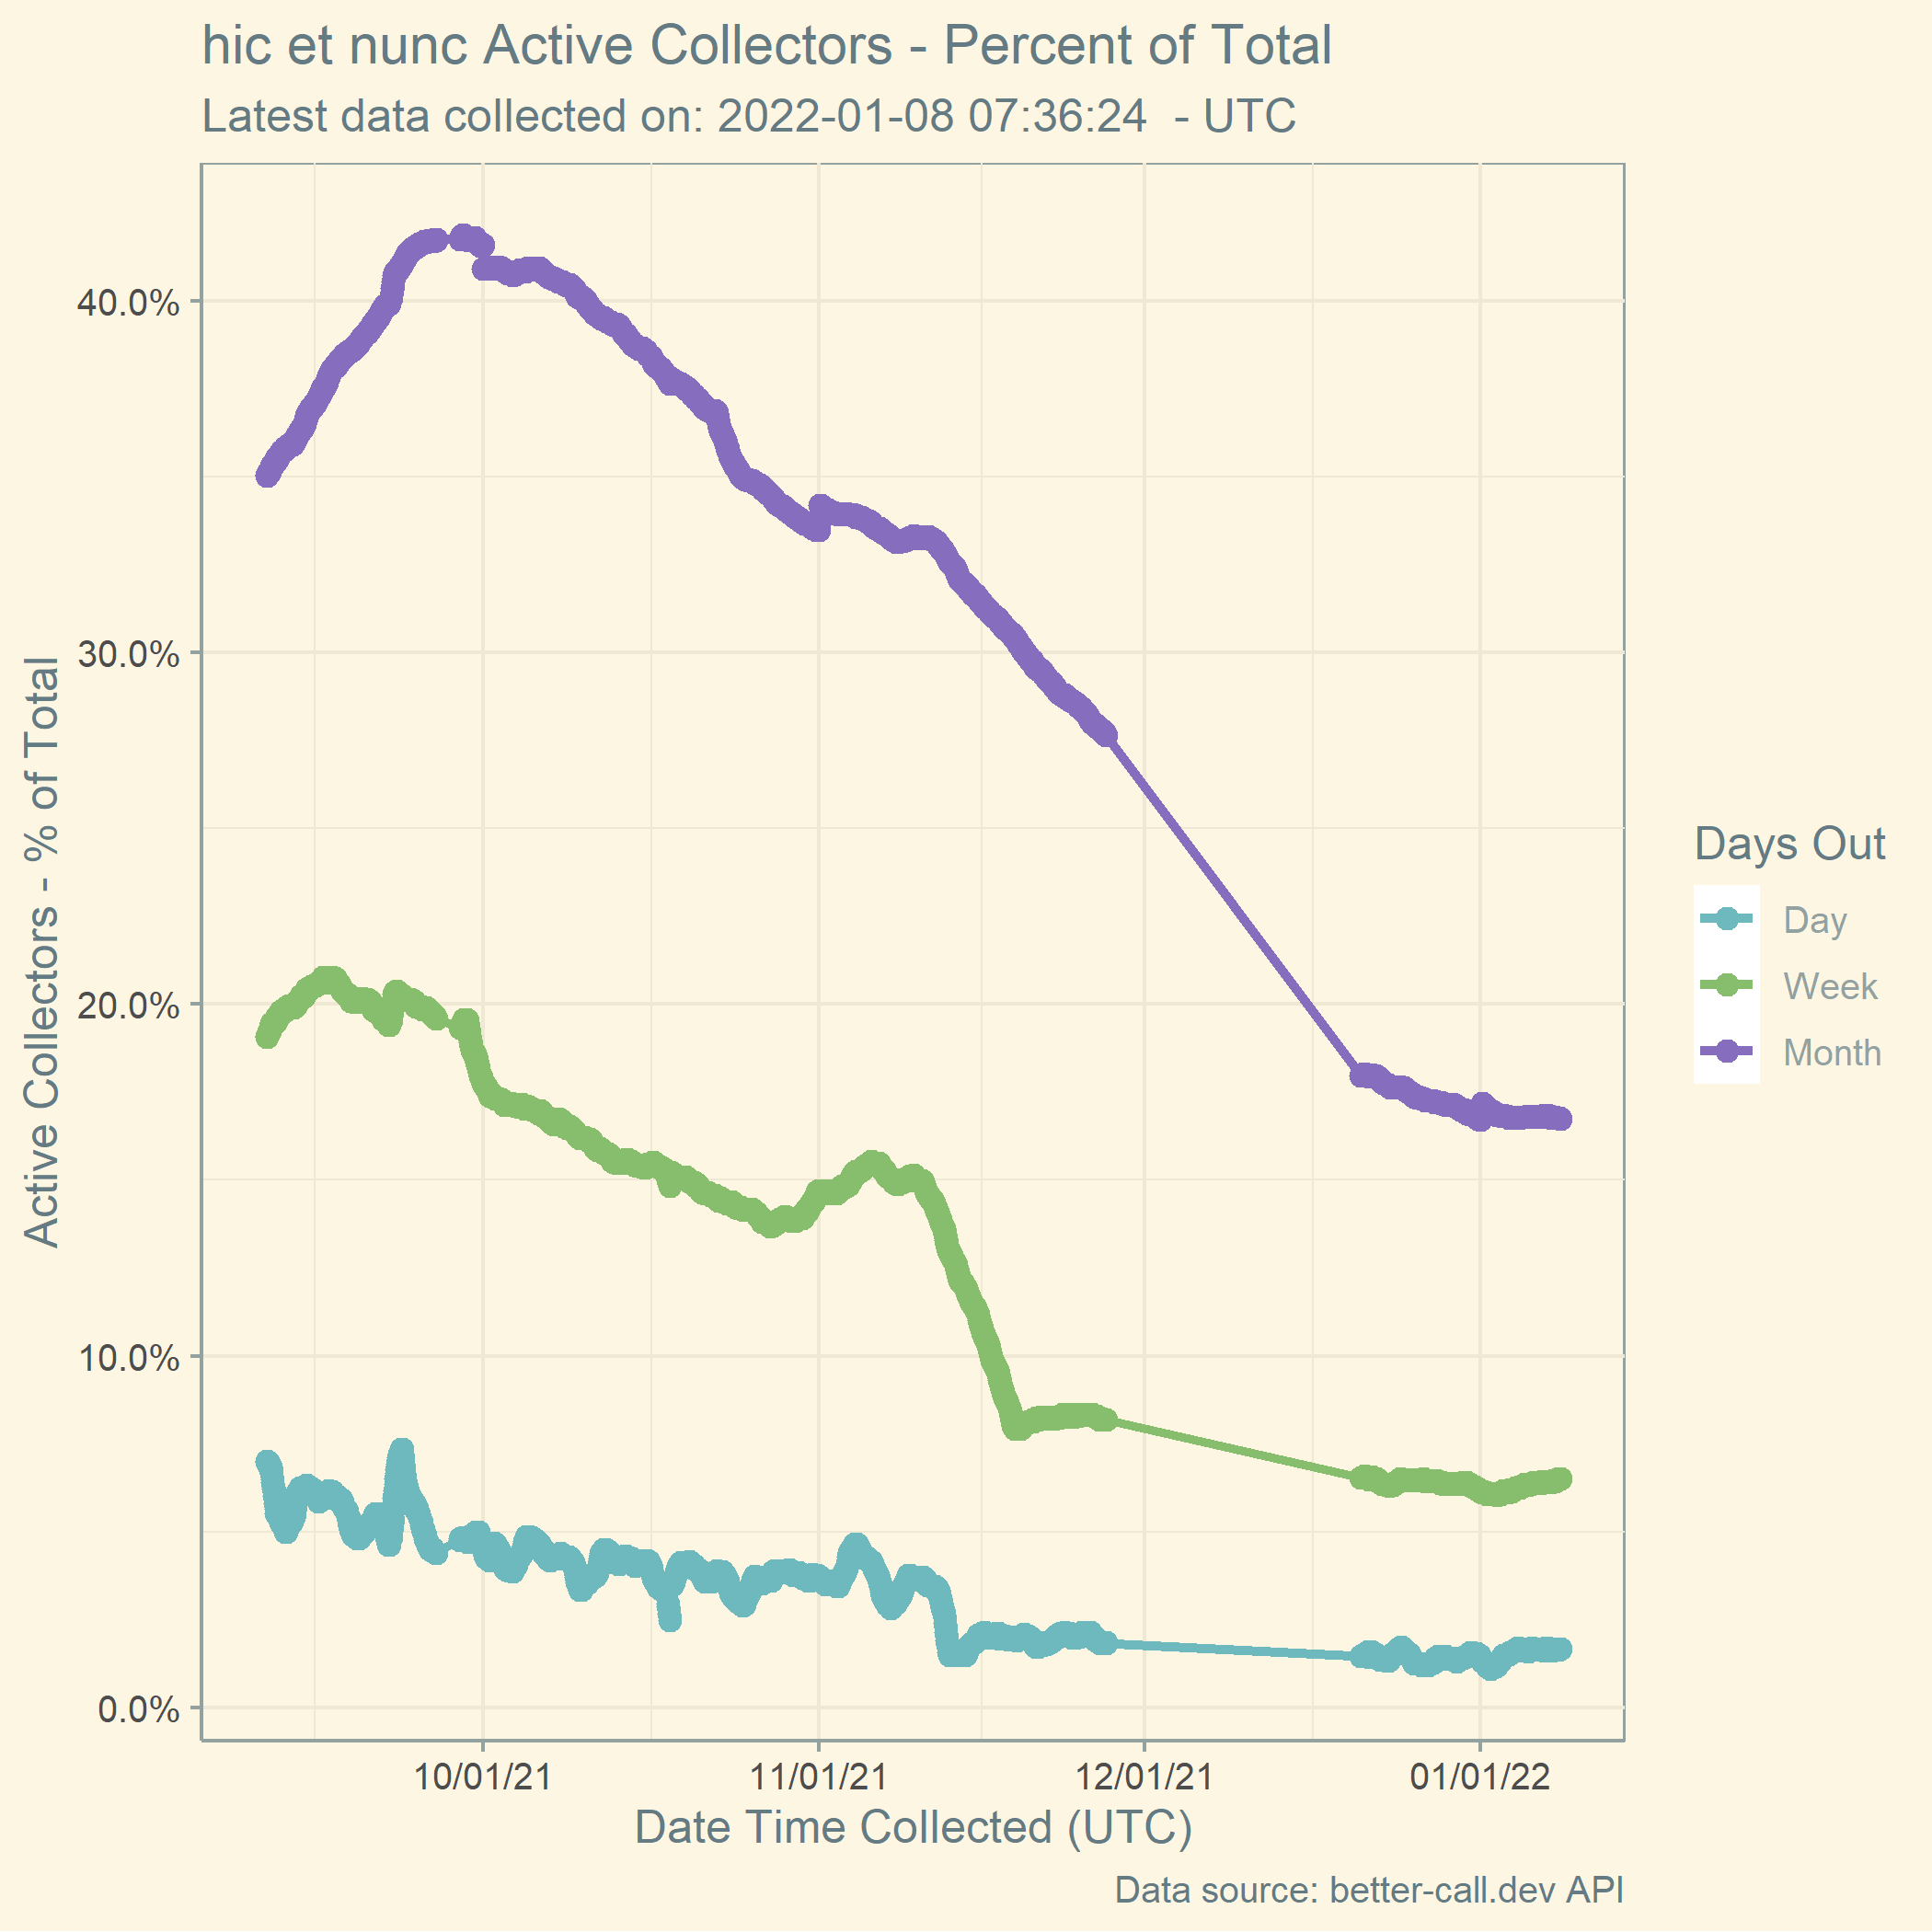 hic et nunc Active Collectors - Percent of Total
Latest data collected on: 2022-01-08 07:36:24  - UTC
Active Collectors - % of Total
40.0%
30.0%
20.0%
10.0%
0.0%
10/01/21
11/01/21
12/01/21
01/01/22
Date Time Collected (UTC)
Days Out
Day
Week
Month
Data source: better-call.dev API